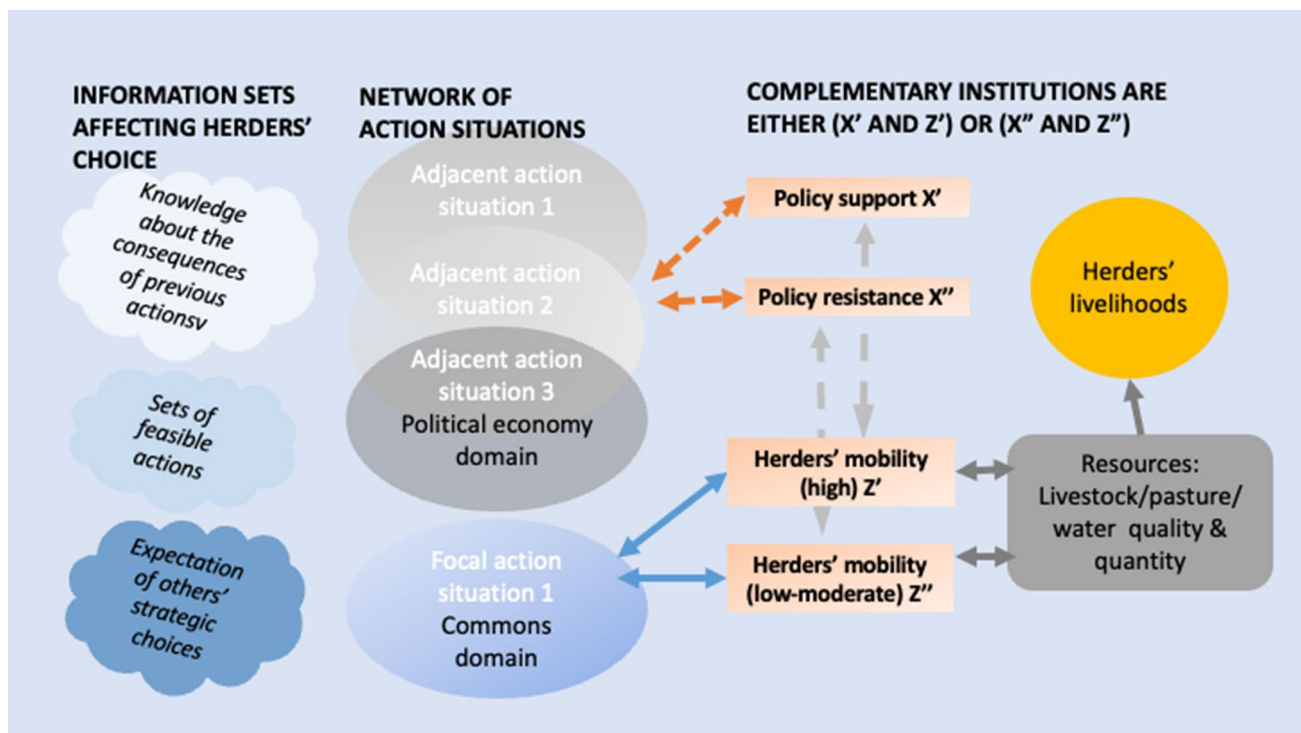 INFORMATION SETS
AFFECTING HERDERS'
CHOICE
Knowledge
about the
consequences
of previous
actionsv
Sets of
feasible
actions
Expectation
of others'
strategic
choices
NETWORK OF
ACTION SITUATIONS
Adjacent action
situation 1
Adjacent action
situation 2
Adjacent action
situation 3
Political economy
domain
Focal action
situation 1
Commons
domain
COMPLEMENTARY INSTITUTIONS ARE
EITHER (X' AND Z') OR (X” AND Z”)
Policy support X'
Policy resistance X’’
Herders' mobility
(high) Z'
Herders' mobility
(low-moderate) Z”
Herders'
livelihoods
Resources:
Livestock/pasture/
water quality &
quantity